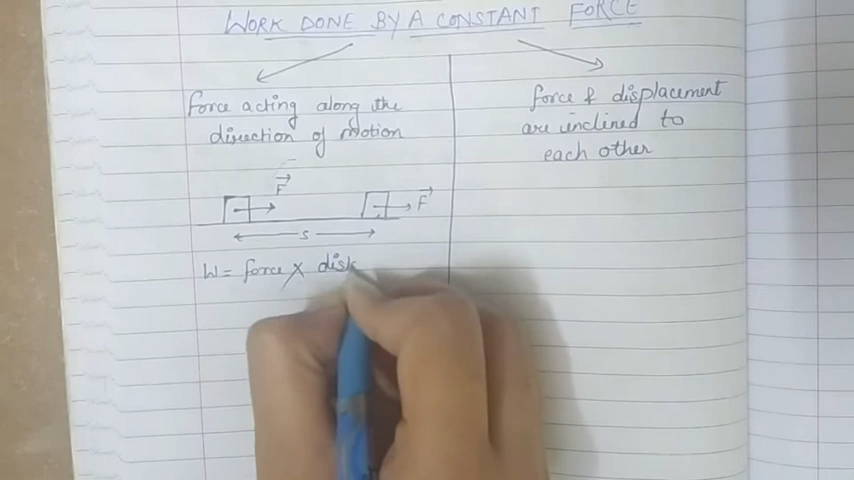 WORK DONE BY A CONSTANT FORCE
force acting along the
direction of motion
F
F
S
W = force X disk
force & displacement
are inclined to
each other